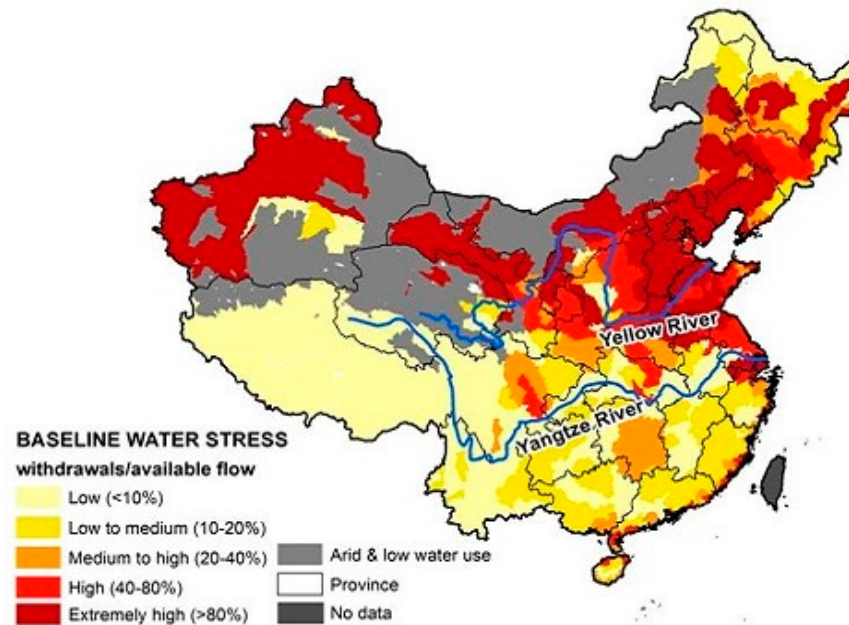 Yellow River
Yangtze River
BASELINE WATER STRESS
withdrawals/available flow
Low (<10%)
Low to medium (10-20%)
Medium to high (20-40%)
High (40-80%)
Extremely high (>80%)
Arid & low water use
Province
No data